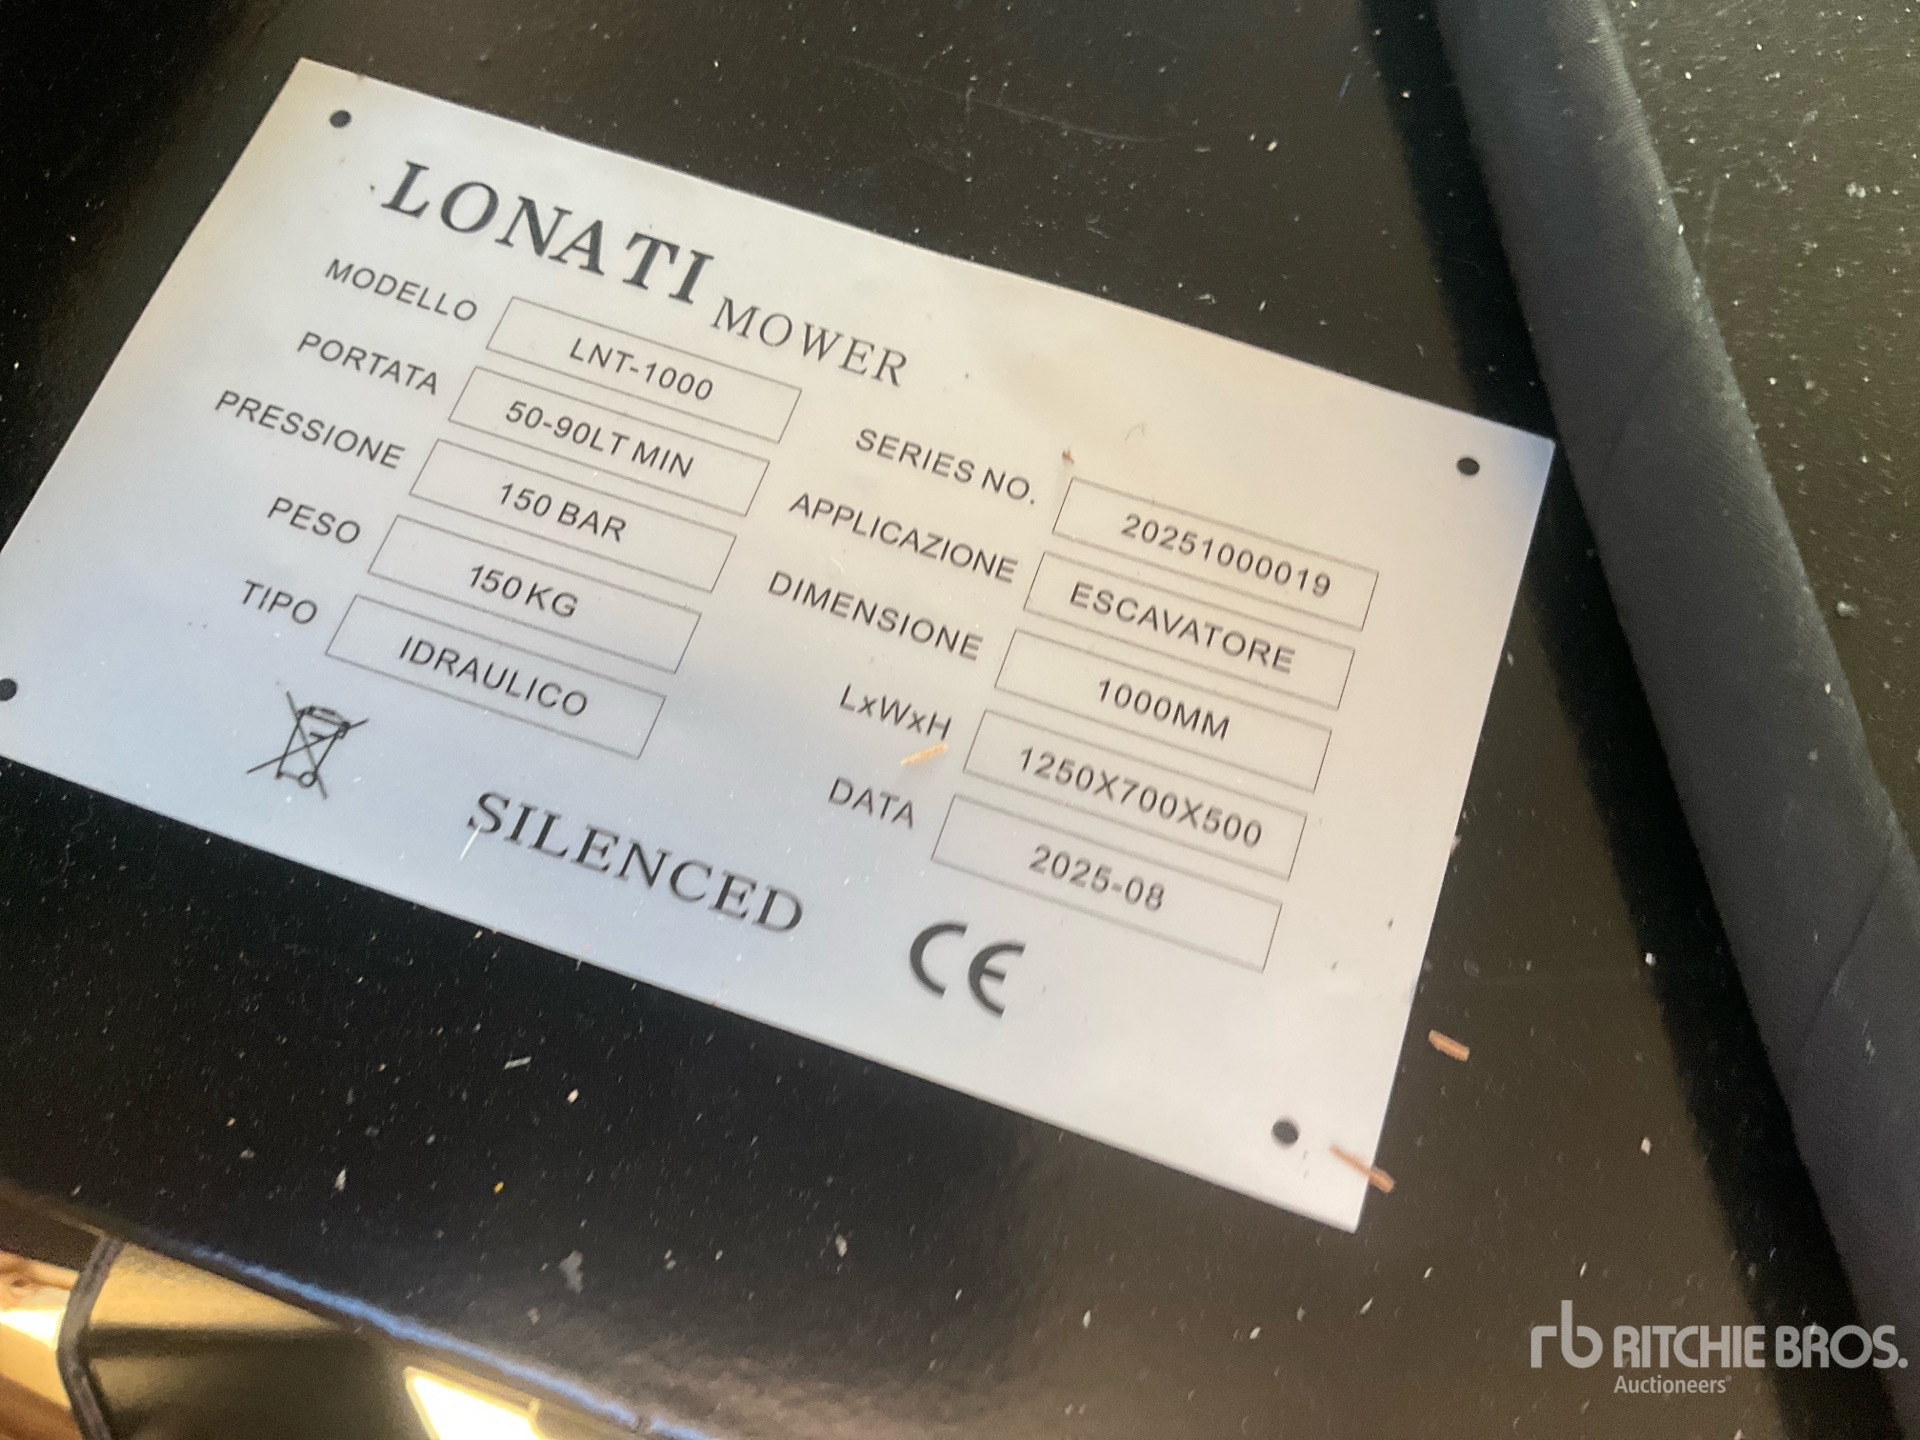 LONATI MOWER
MODELLO LNT-1000
PORTATA 50-90LT MIN
PRESSIONE 150 BAR
PESO 150KG
TIPO IDRAULICO
SERIES NO. 20251000019
APPLICAZIONE ESCAVATORE
DIMENSIONE 1000MM
LxWxH 1250X700X500
DATA 2025-08
SILENCED
CE
rb RITCHIE BROS.
Auctioneers